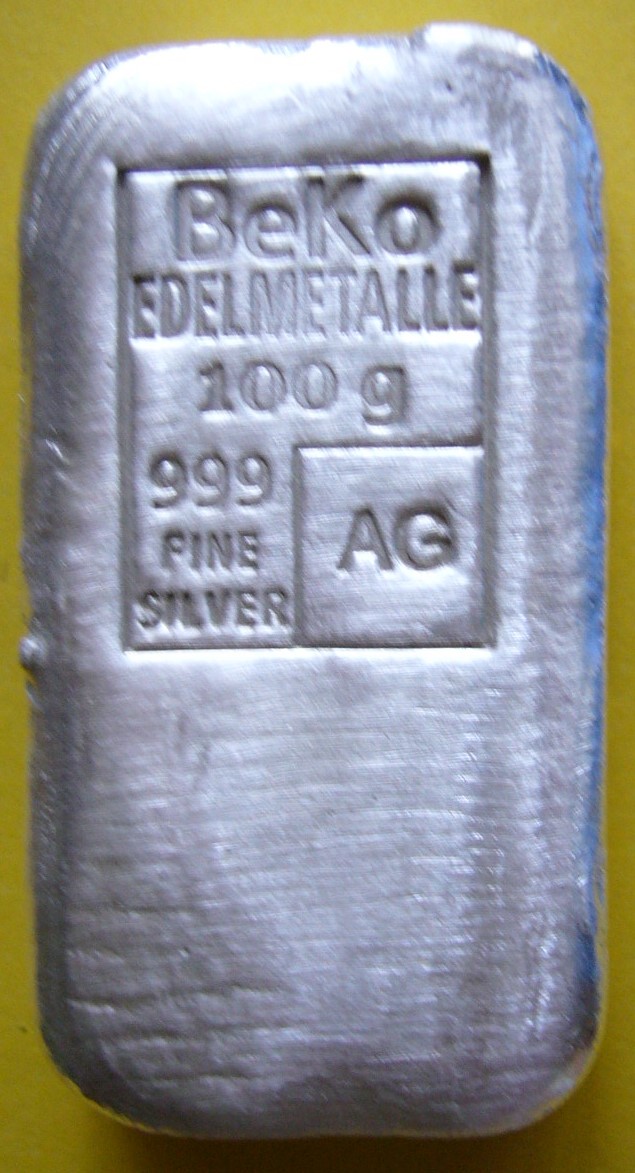 BeKo
EDELMETALLE
100 g
999
FINE
SILVER
AG